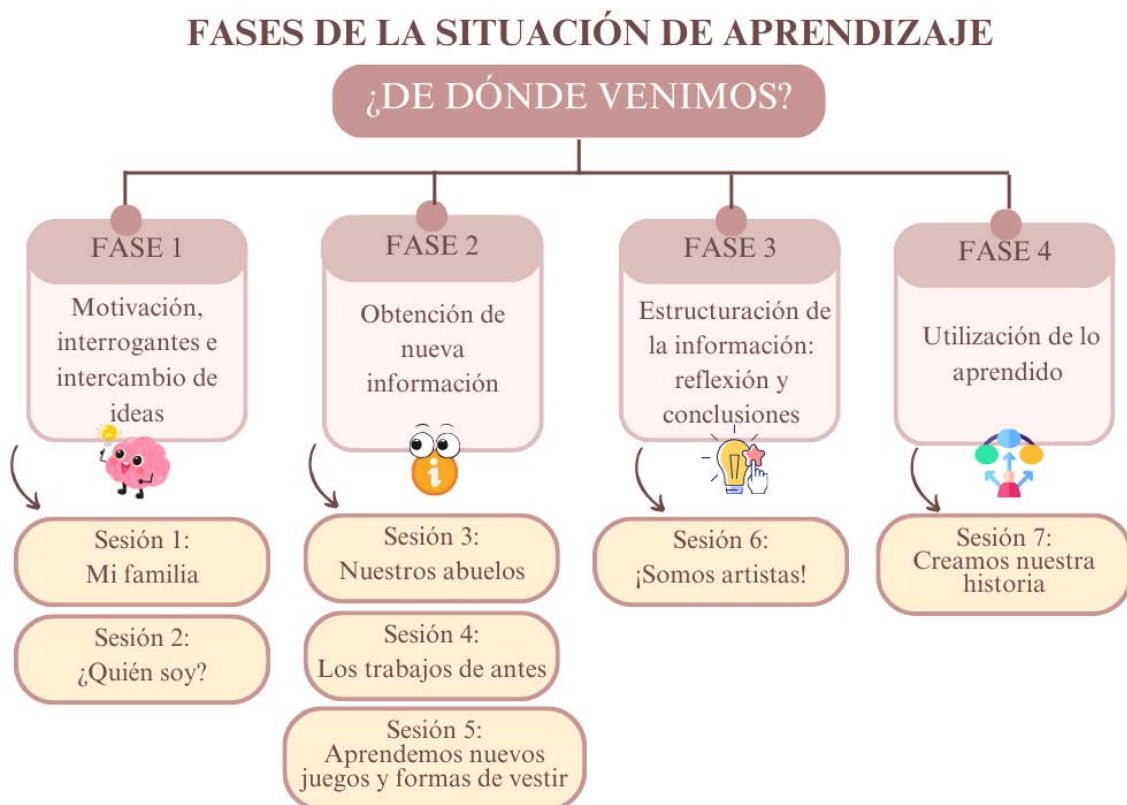 FASES DE LA SITUACIÓN DE APRENDIZAJE
¿DE DÓNDE VENIMOS?
FASE 1
Motivación,
interrogantes e
intercambio de
ideas
Sesión 1:
Mi familia
Sesión 2:
¿Quién soy?
FASE 2
Obtención de
nueva
información
i
Sesión 3:
Nuestros abuelos
Sesión 4:
Los trabajos de antes
Sesión 5:
Aprendemos nuevos
juegos y formas de vestir
FASE 3
Estructuración de
la información:
reflexión y
conclusiones
Sesión 6:
¡Somos artistas!
FASE 4
Utilización de lo
aprendido
Sesión 7:
Creamos nuestra
historia